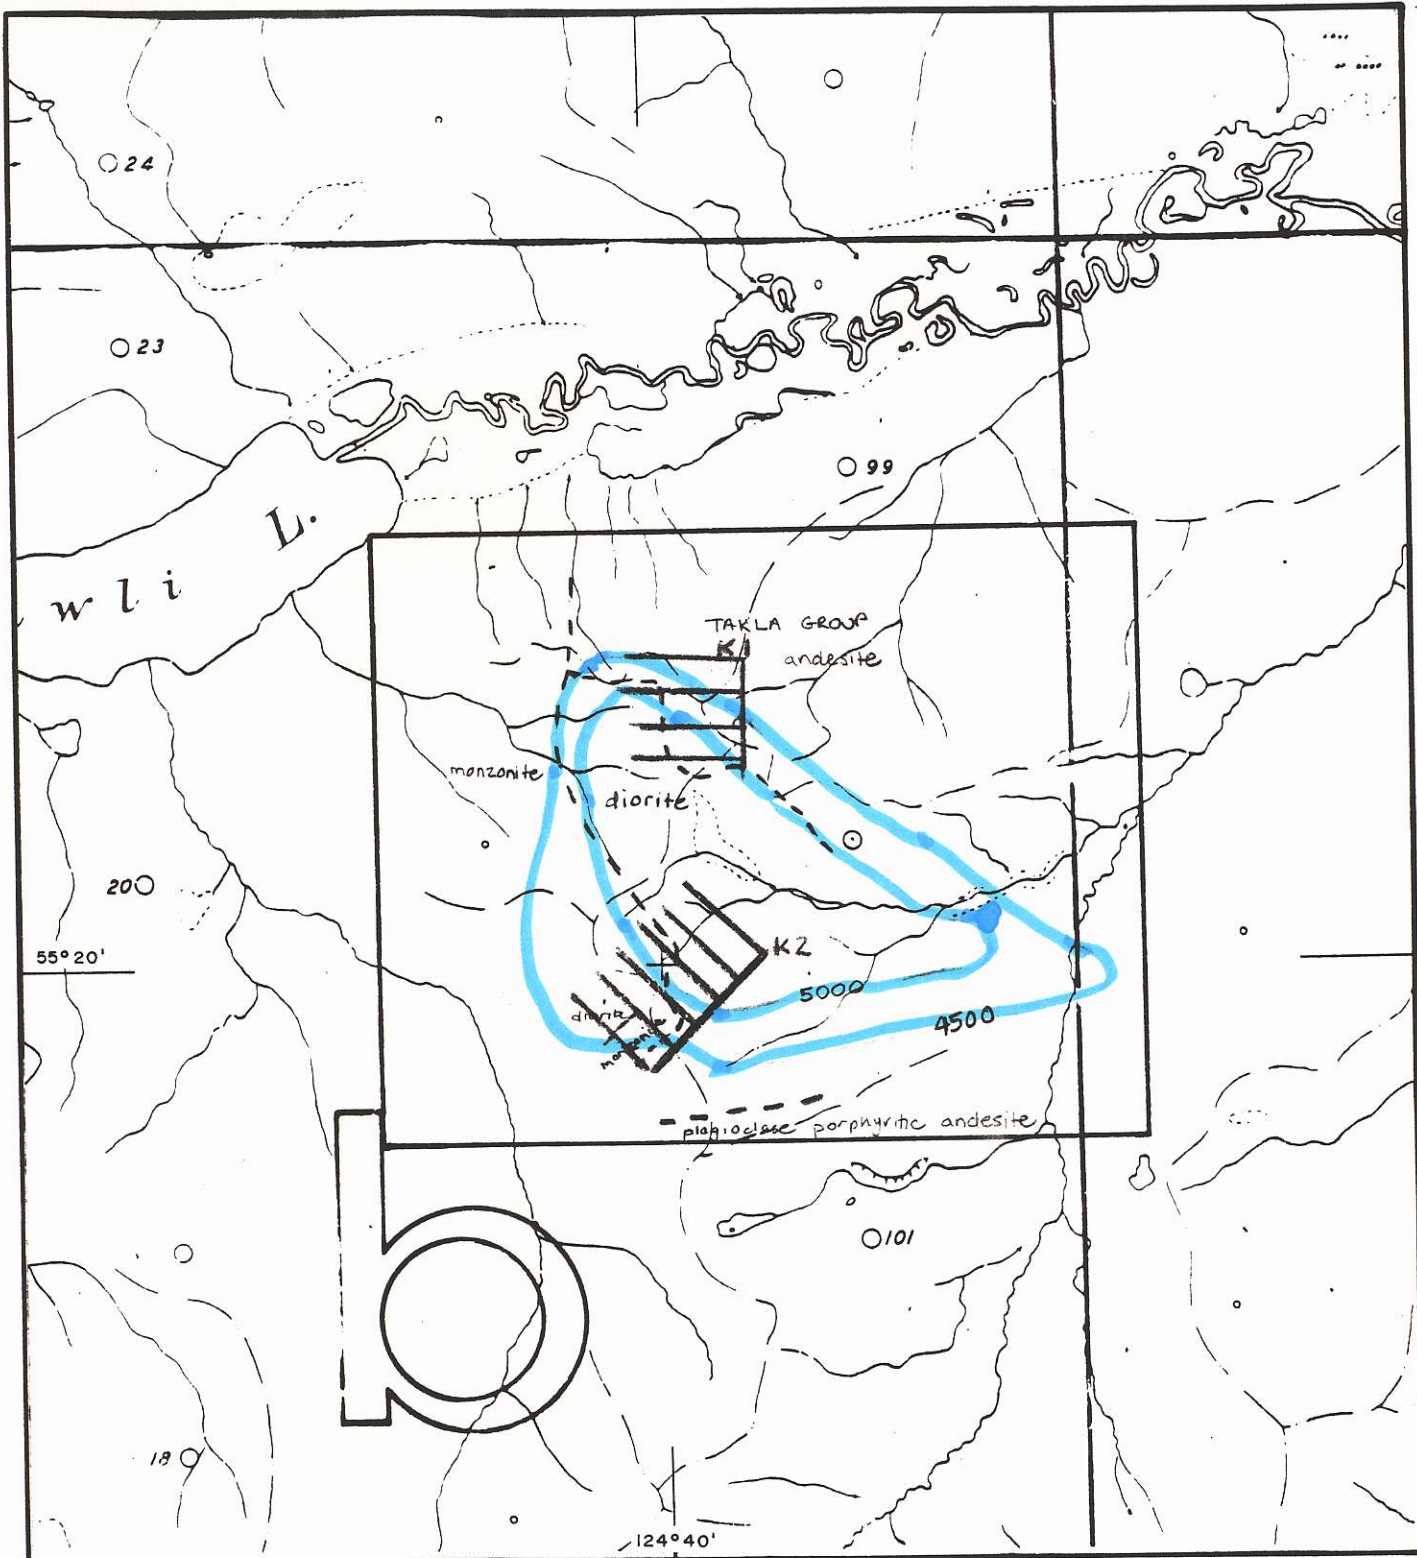 24
23
99
L.
wli
TAKLA GROUP
K1
andesite
monzonite
diorite
20
55°20'
K2
5000
diorite
4500
plagioclase porphyritic andesite
101
b
18
124°40'